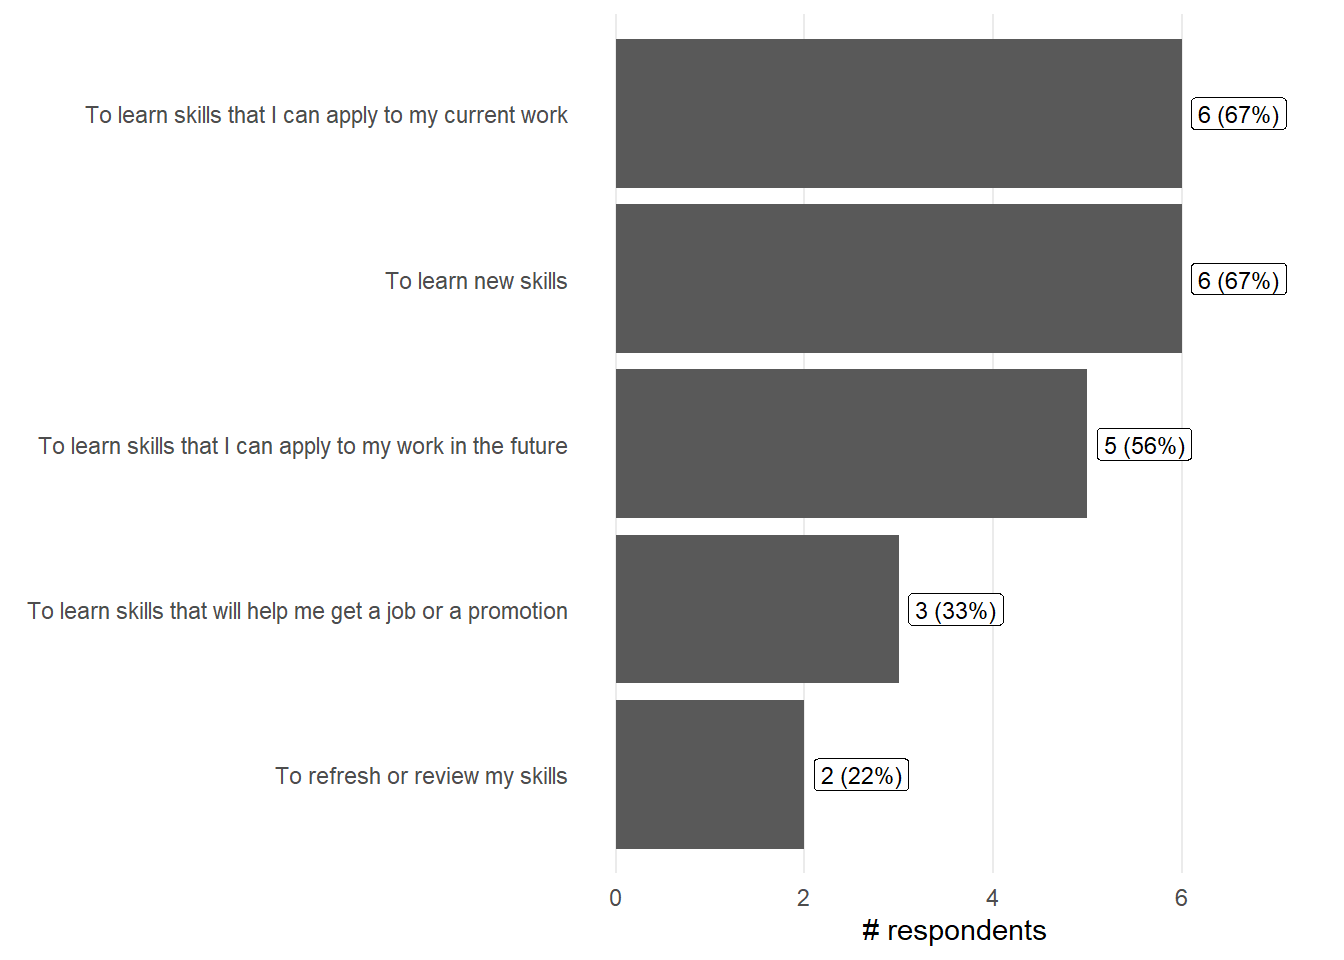 To learn skills that I can apply to my current work
6 (67%)
To learn new skills
6 (67%)
To learn skills that I can apply to my work in the future
5 (56%)
To learn skills that will help me get a job or a promotion
3 (33%)
To refresh or review my skills
2 (22%)
0 2 4 6
# respondents